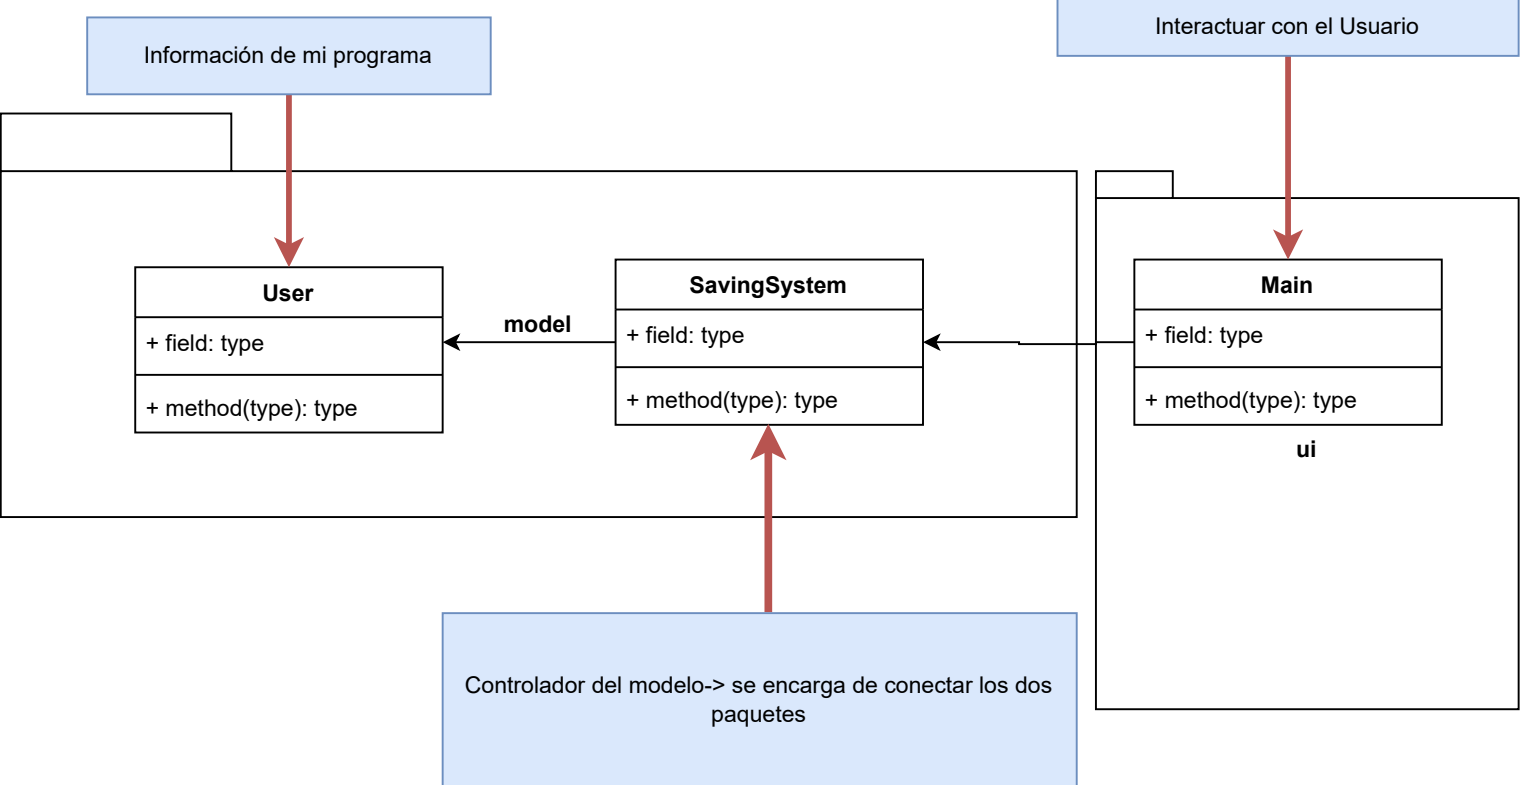 Información de mi programa
Interactuar con el Usuario
User
+ field: type
+ method(type): type
model
SavingSystem
+ field: type
+ method(type): type
Main
+ field: type
+ method(type): type
ui
Controlador del modelo-> se encarga de conectar los dos
paquetes